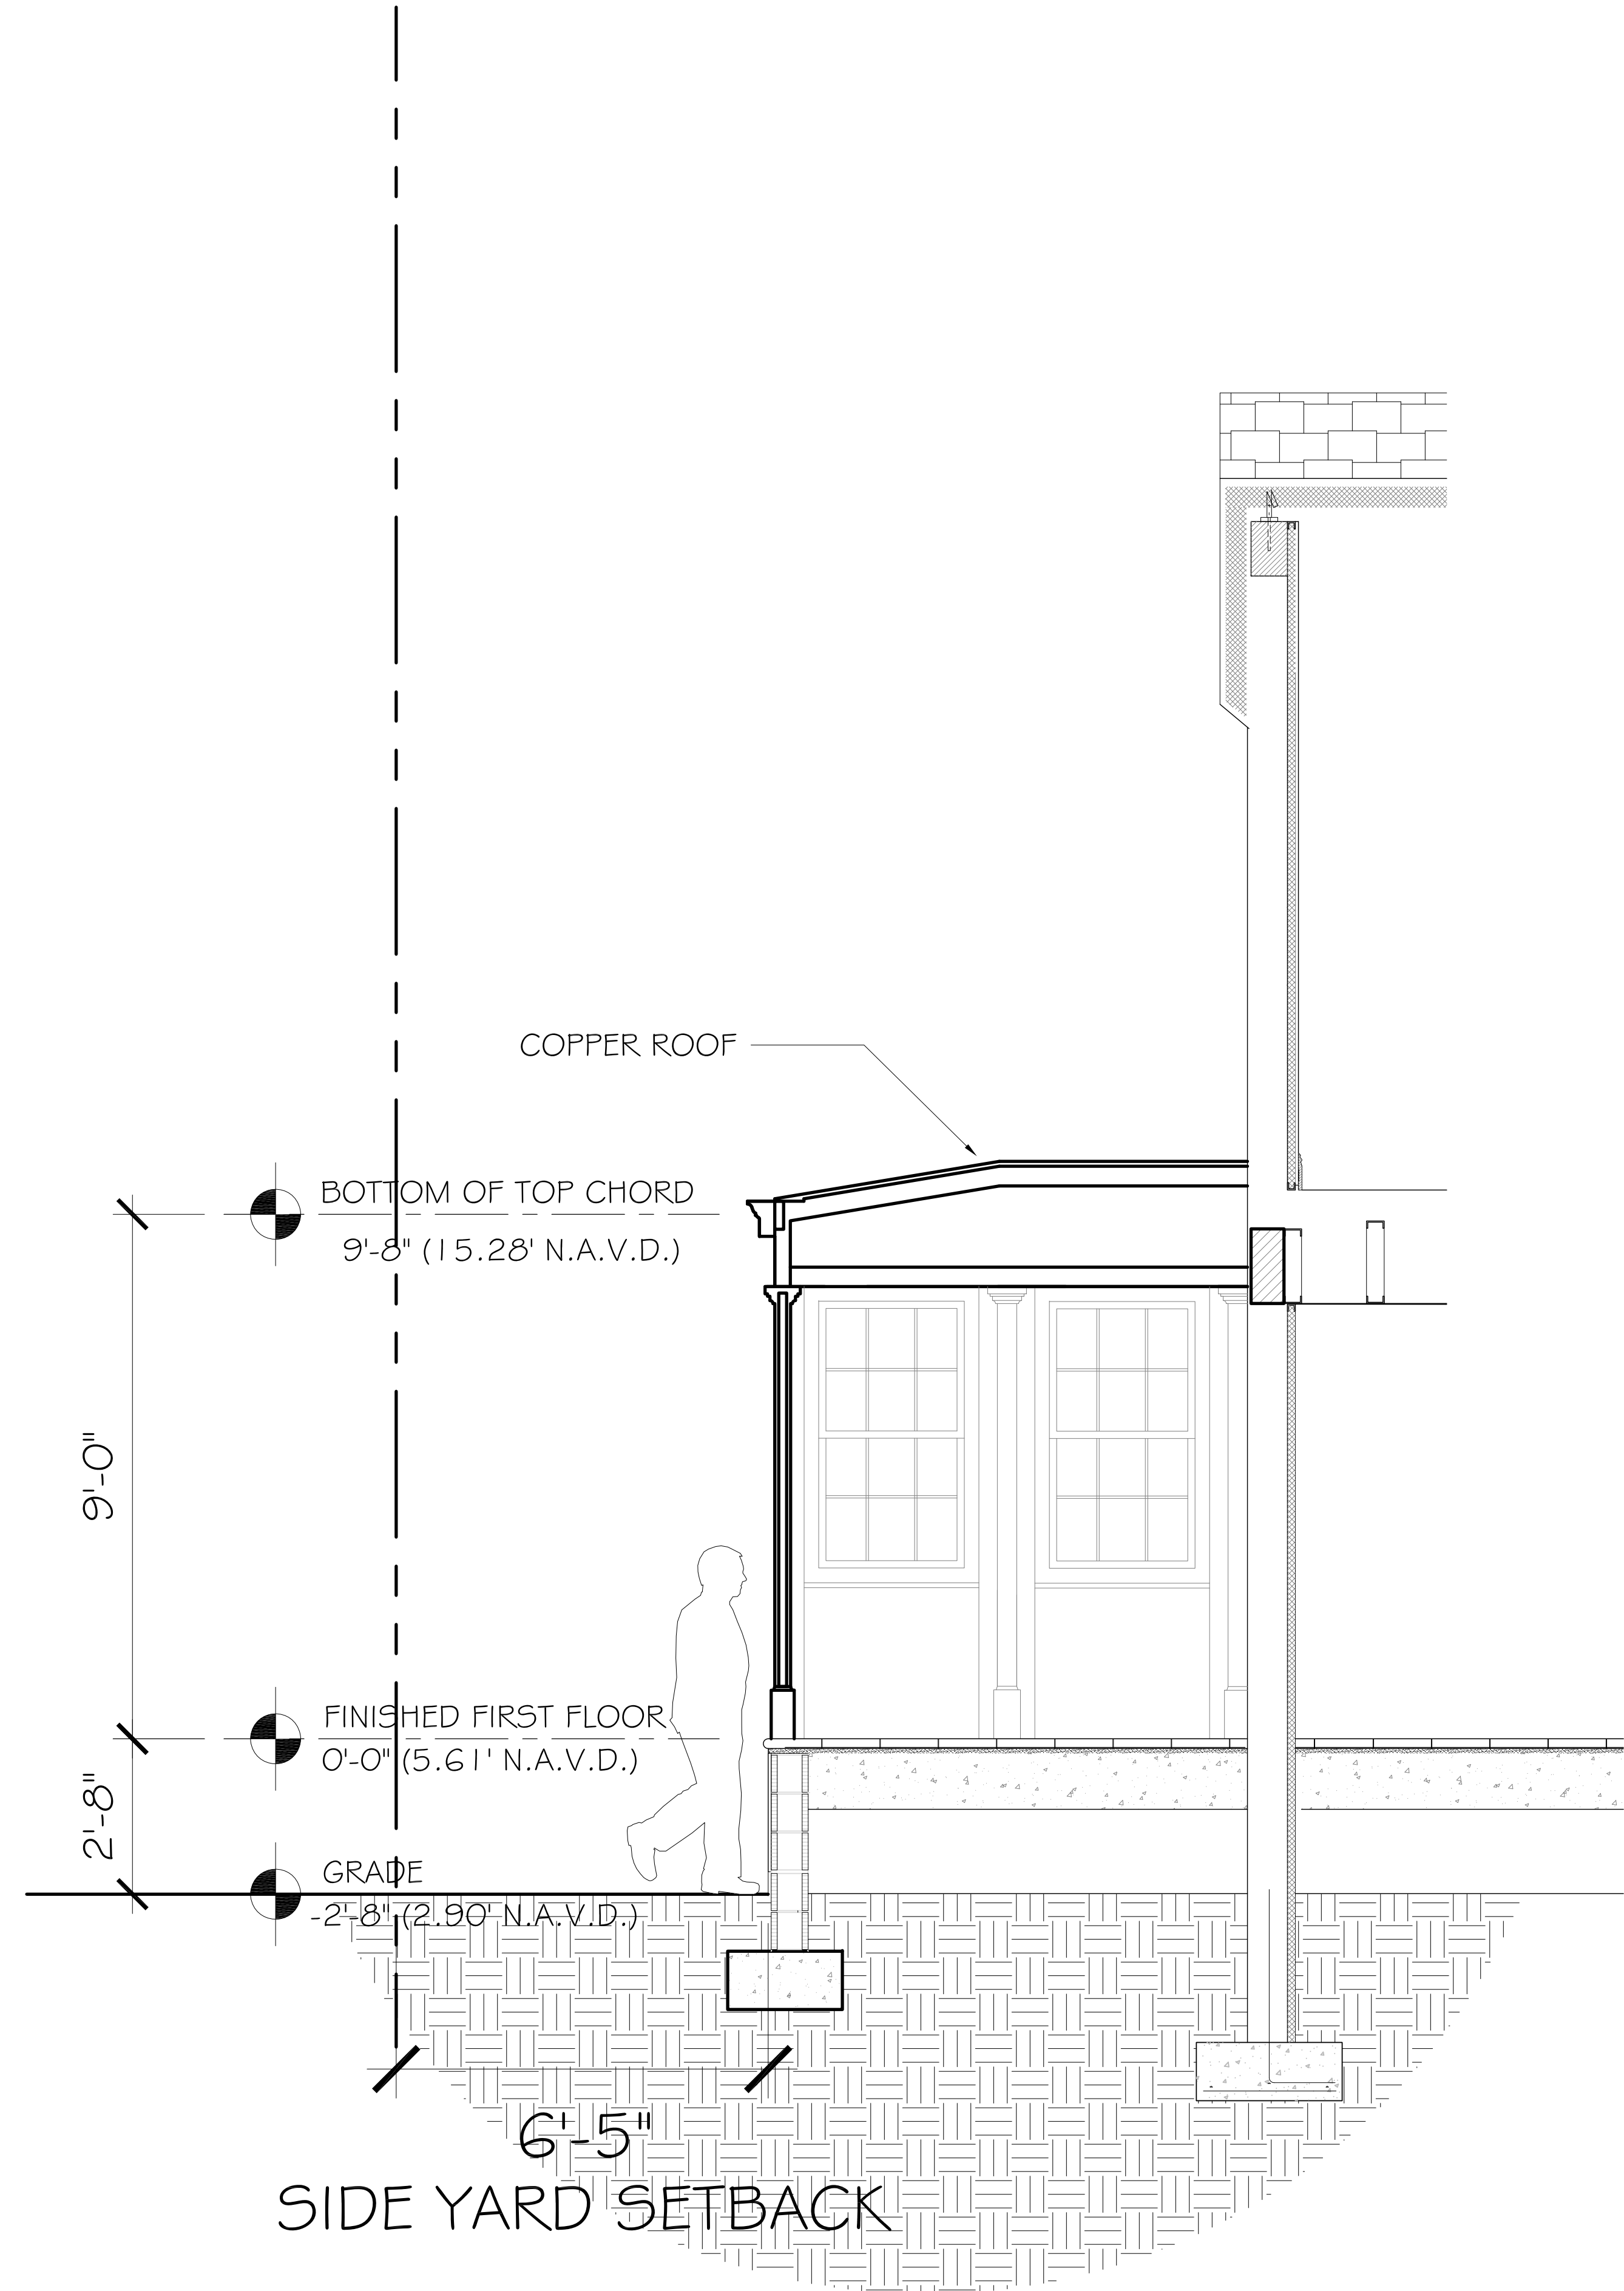 COPPER ROOF
BOTTOM OF TOP CHORD
9'-8" (15.28' N.A.V.D.)
9'-0"
FINISHED FIRST FLOOR
0'-0" (5.61' N.A.V.D.)
2'-8"
GRADE
-2'-8" (2.90' N.A.V.D.)
6'-5"
SIDE YARD SETBACK